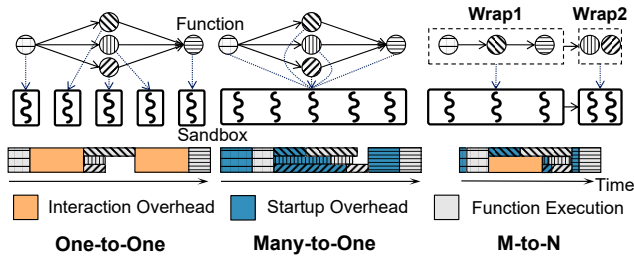 Function
Wrap1
Wrap2
Sandbox
Time
Interaction Overhead
Startup Overhead
Function Execution
One-to-One
Many-to-One
M-to-N